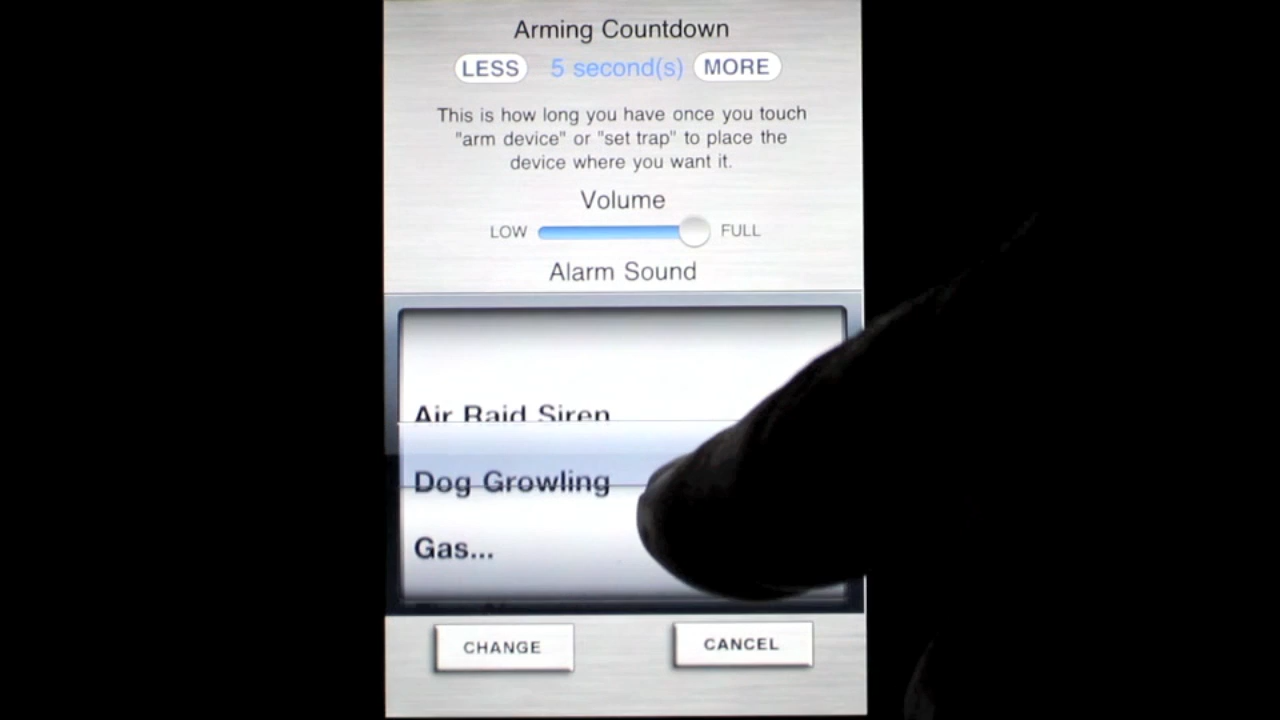 Arming Countdown
LESS 5 second(s) MORE
This is how long you have once you touch
"arm device" or "set trap" to place the
device where you want it.
Volume
LOW FULL
Alarm Sound
Air Raid Siren
Dog Growling
Gas...
CHANGE CANCEL